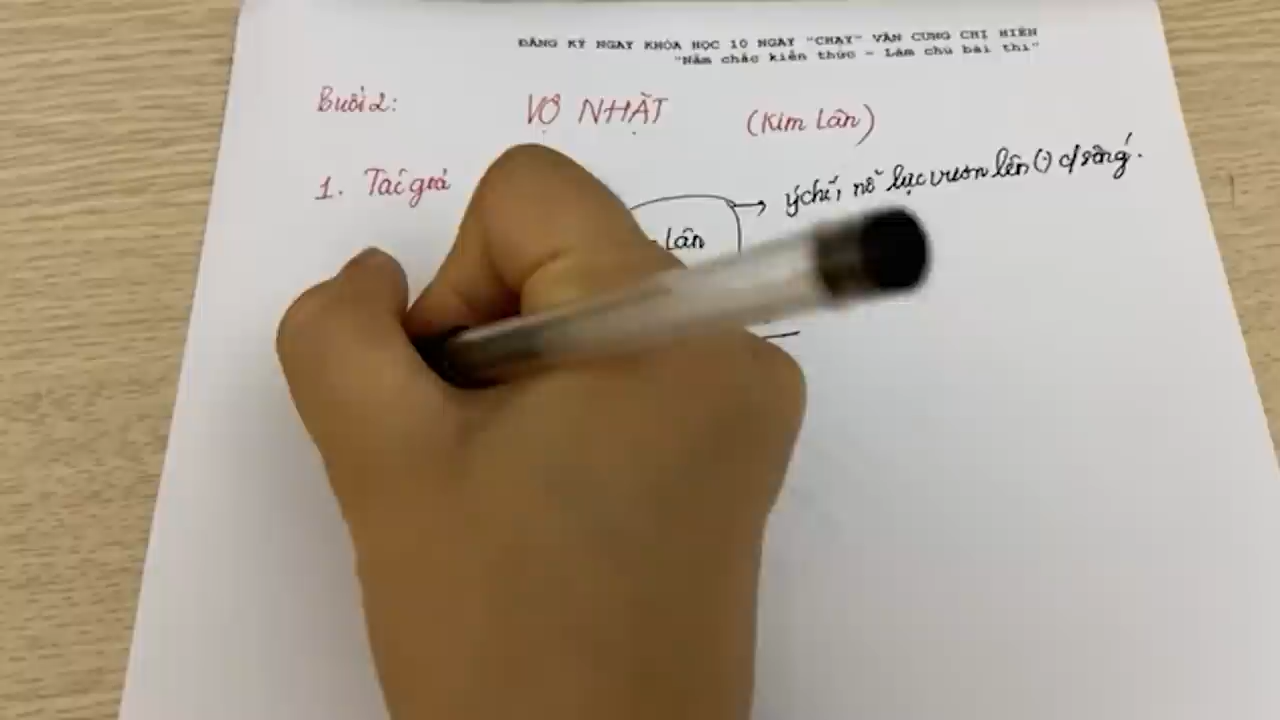 ĐĂNG KÝ NGAY KHÓA HỌC 10 NGÀY "CHẠY" VĂN CÙNG CHỊ HIÊN
"Nắm chắc kiến thức - Làm chủ bài thi"
Buổi 2: VỢ NHẶT (Kim Lân)
1. Tác giả
ý chí, nỗ lực vươn lên (.) c/sống.
Lân